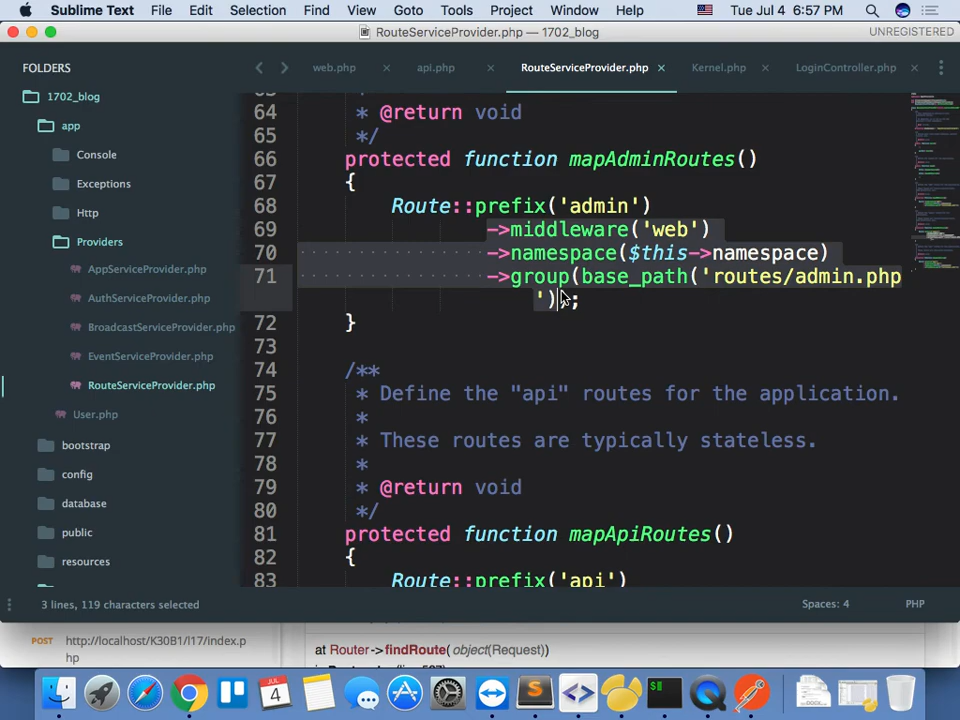 Sublime Text File Edit Selection Find View Goto Tools Project Window Help Tue Jul 4 6:57 PM
RouteServiceProvider.php — 1702_blog UNREGISTERED
FOLDERS
web.php × api.php × RouteServiceProvider.php × Kernel.php × LoginController.php ×
1702_blog
app
Console
Exceptions
Http
Providers
AppServiceProvider.php
AuthServiceProvider.php
BroadcastServiceProvider.php
EventServiceProvider.php
RouteServiceProvider.php
User.php
bootstrap
config
database
public
resources
64 * @return void
65 */
66 protected function mapAdminRoutes()
67 {
68 Route::prefix('admin')
69 ->middleware('web')
70 ->namespace($this->namespace)
71 ->group(base_path('routes/admin.php
'));
72 }
73
74 /**
75 * Define the "api" routes for the application.
76 *
77 * These routes are typically stateless.
78 *
79 * @return void
80 */
81 protected function mapApiRoutes()
82 {
83 Route::prefix('api')
3 lines, 119 characters selected Spaces: 4 PHP
POST http://localhost/K30B1/l17/index.p
hp
at Router->findRoute( object(Request))
JUL
4